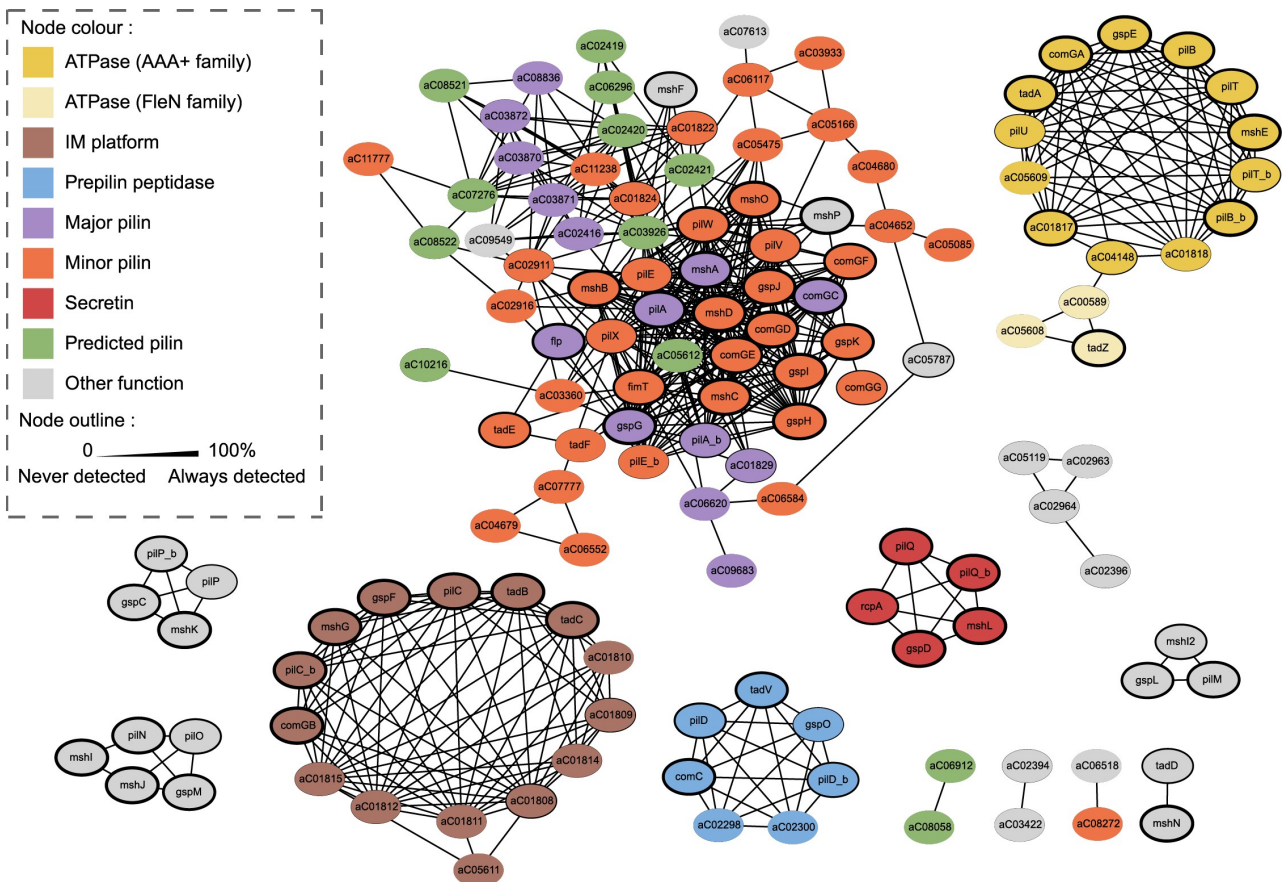 Node colour :
ATPase (AAA+ family)
ATPase (FleN family)
IM platform
Prepilin peptidase
Major pilin
Minor pilin
Secretin
Predicted pilin
Other function
Node outline :
0 100%
Never detected Always detected
aC02419
aC07613
aC03933
aC08521
aC08836
aC06296
mshF
aC06117
aC03872
aC02420
aC01822
aC05166
aC05475
aC11777
aC03870
aC11238
aC02421
aC04680
aC07276
aC03871
aC01824
mshO
mshP
aC08522
aC09549
aC02416
aC03926
pilW
pilV
aC04652
aC05085
aC02911
pilE
mshA
comGF
mshB
gspJ
comGC
aC02916
pilA
mshD
comGD
flp
pilX
aC05612
comGE
gspK
aC05787
aC10216
gspI
comGG
fimT
mshC
aC03360
gspH
tadE
gspG
tadF
pilA_b
pilE_b
aC01829
aC07777
aC06620
aC06584
aC04679
aC06552
aC09683
gspE
comGA
pilB
tadA
pilT
pilU
mshE
aC05609
pilT_b
aC01817
pilB_b
aC04148
aC01818
aC00589
aC05608
tadZ
aC05119
aC02963
aC02964
aC02396
pilP_b
pilP
gspC
mshK
pilN
pilO
mshI
mshJ
gspM
gspF
pilC
tadB
mshG
tadC
pilC_b
aC01810
comGB
aC01809
aC01815
aC01814
aC01812
aC01811
aC01808
aC05611
pilQ
pilQ_b
rcpA
mshL
gspD
tadV
pilD
gspO
comC
pilD_b
aC02298
aC02300
mshI2
gspL
pilM
aC06912
aC02394
aC06518
tadD
aC08058
aC03422
aC08272
mshN